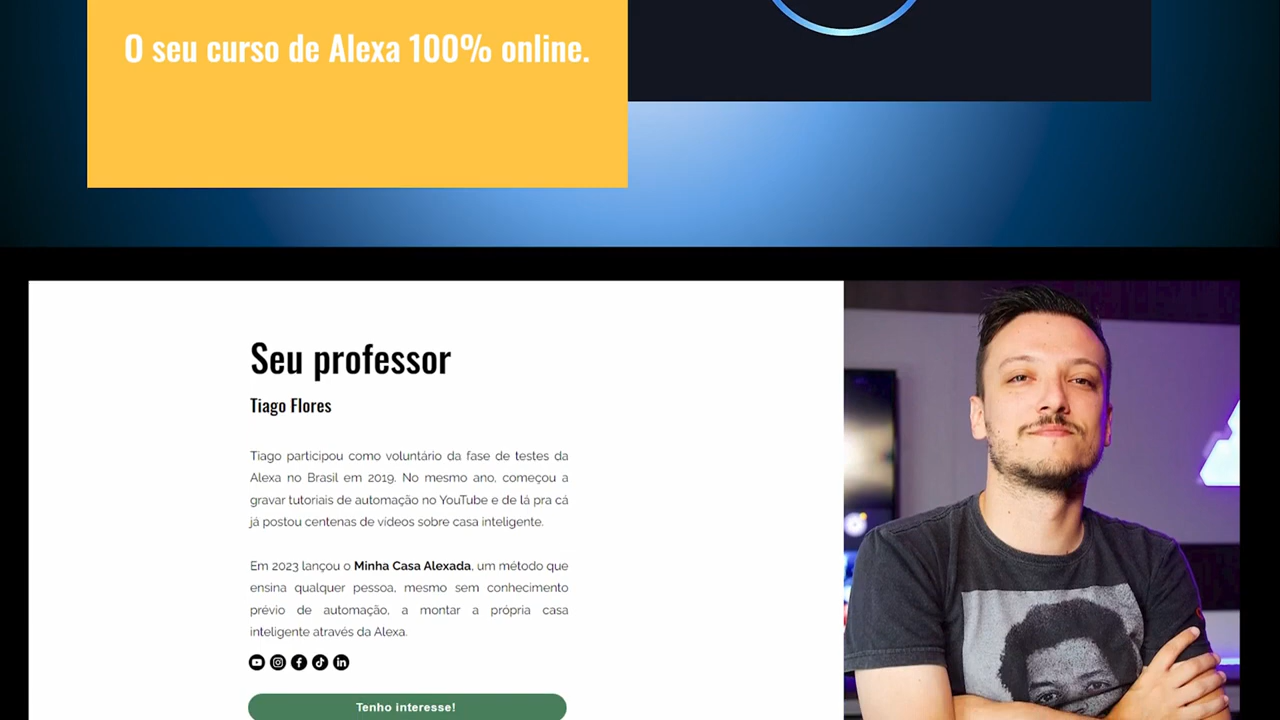 O seu curso de Alexa 100% online.
Seu professor
Tiago Flores
Tiago participou como voluntário da fase de testes da
Alexa no Brasil em 2019. No mesmo ano, começou a
gravar tutoriais de automação no YouTube e de lá pra cá
já postou centenas de vídeos sobre casa inteligente.
Em 2023 lançou o Minha Casa Alexada, um método que
ensina qualquer pessoa, mesmo sem conhecimento
prévio de automação, a montar a própria casa
inteligente através da Alexa.
Tenho interesse!